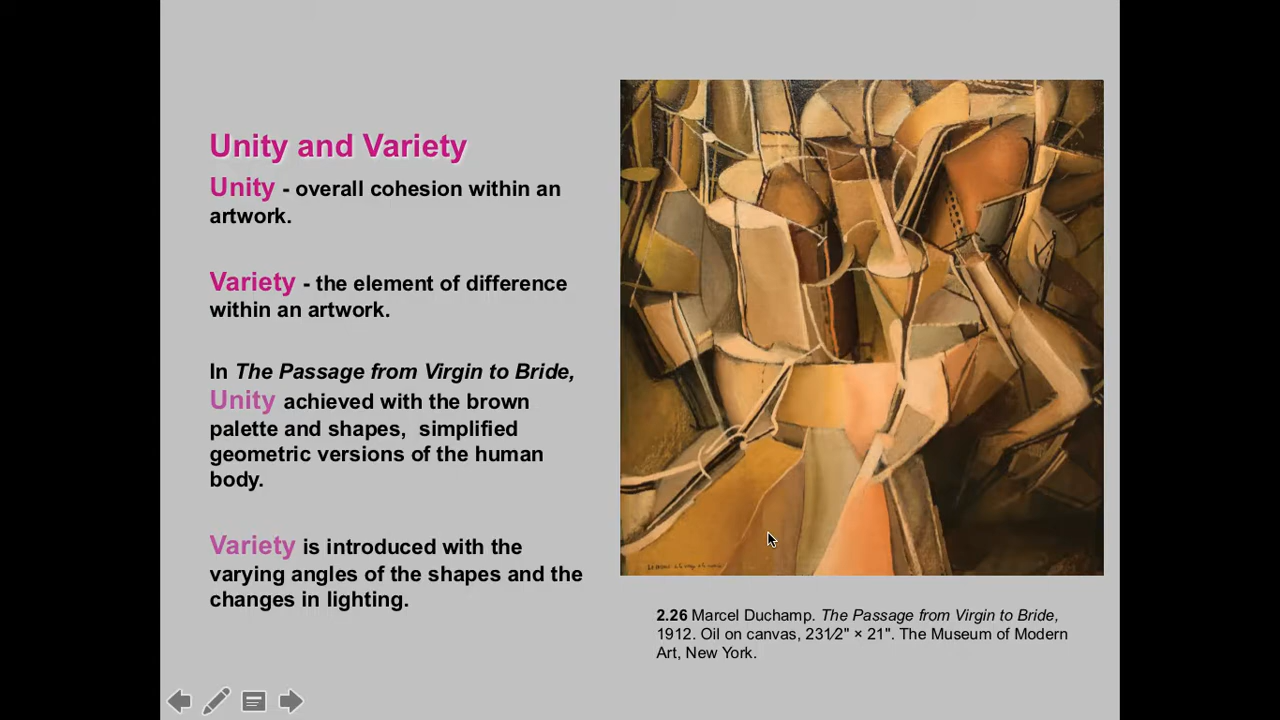 Unity and Variety
Unity - overall cohesion within an
artwork.
Variety - the element of difference
within an artwork.
In The Passage from Virgin to Bride,
Unity achieved with the brown
palette and shapes,  simplified
geometric versions of the human
body.
Variety is introduced with the
varying angles of the shapes and the
changes in lighting.
2.26 Marcel Duchamp. The Passage from Virgin to Bride,
1912. Oil on canvas, 231⁄2" × 21". The Museum of Modern
Art, New York.